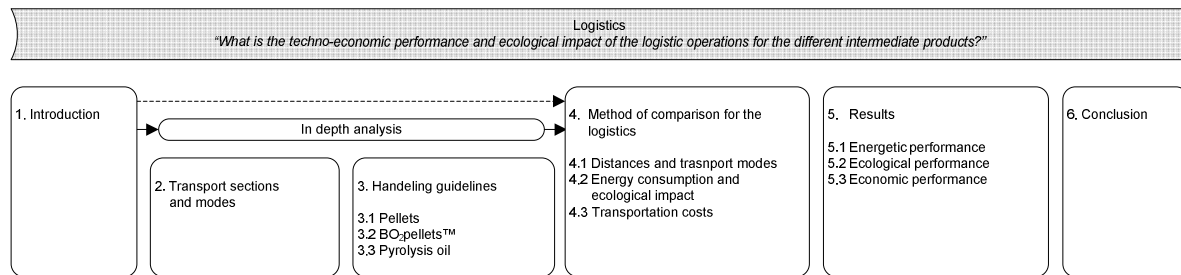 Logistics
“What is the techno-economic performance and ecological impact of the logistic operations for the different intermediate products?”
1. Introduction
In depth analysis
2. Transport sections
and modes
3. Handeling guidelines
3.1 Pellets
3.2 BO₂pellets™
3.3 Pyrolysis oil
4. Method of comparison for the
logistics
4.1 Distances and trasnport modes
4.2 Energy consumption and
ecological impact
4.3 Transportation costs
5. Results
5.1 Energetic performance
5.2 Ecological performance
5.3 Economic performance
6. Conclusion